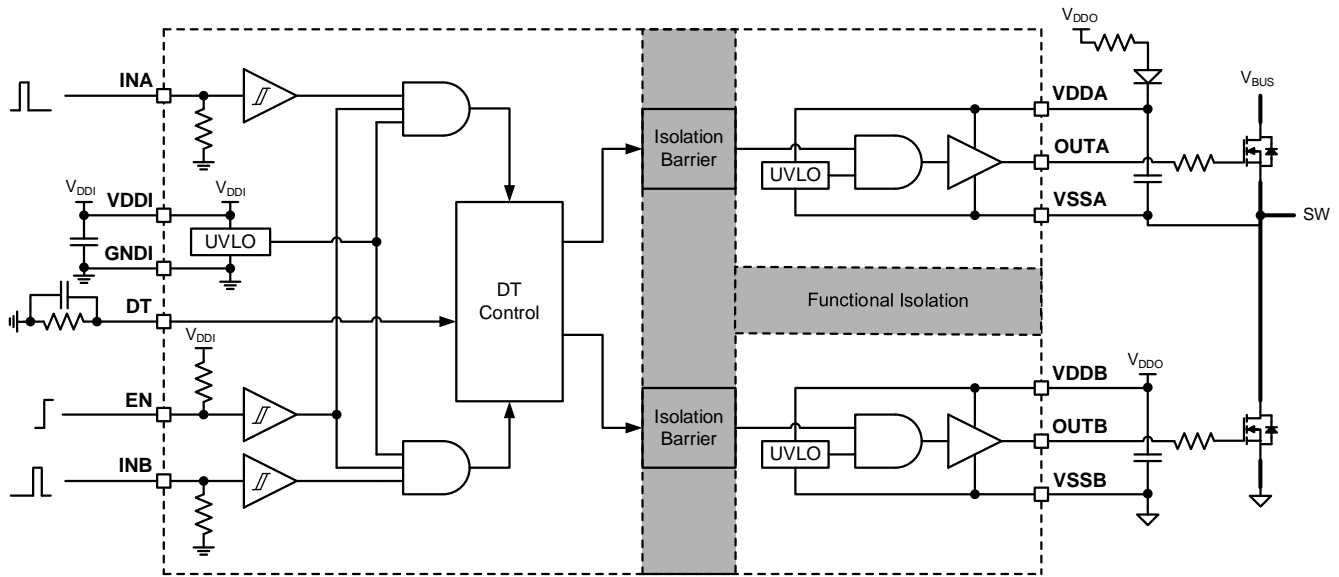 INA
VDDI
VDDI
VDDI
GNDI
UVLO
DT
VDDI
EN
INB
DT
Control
Isolation
Barrier
Isolation
Barrier
Functional Isolation
UVLO
UVLO
VDDO
VDDA
OUTA
VSSA
VBUS
SW
VDDB
VDDO
OUTB
VSSB